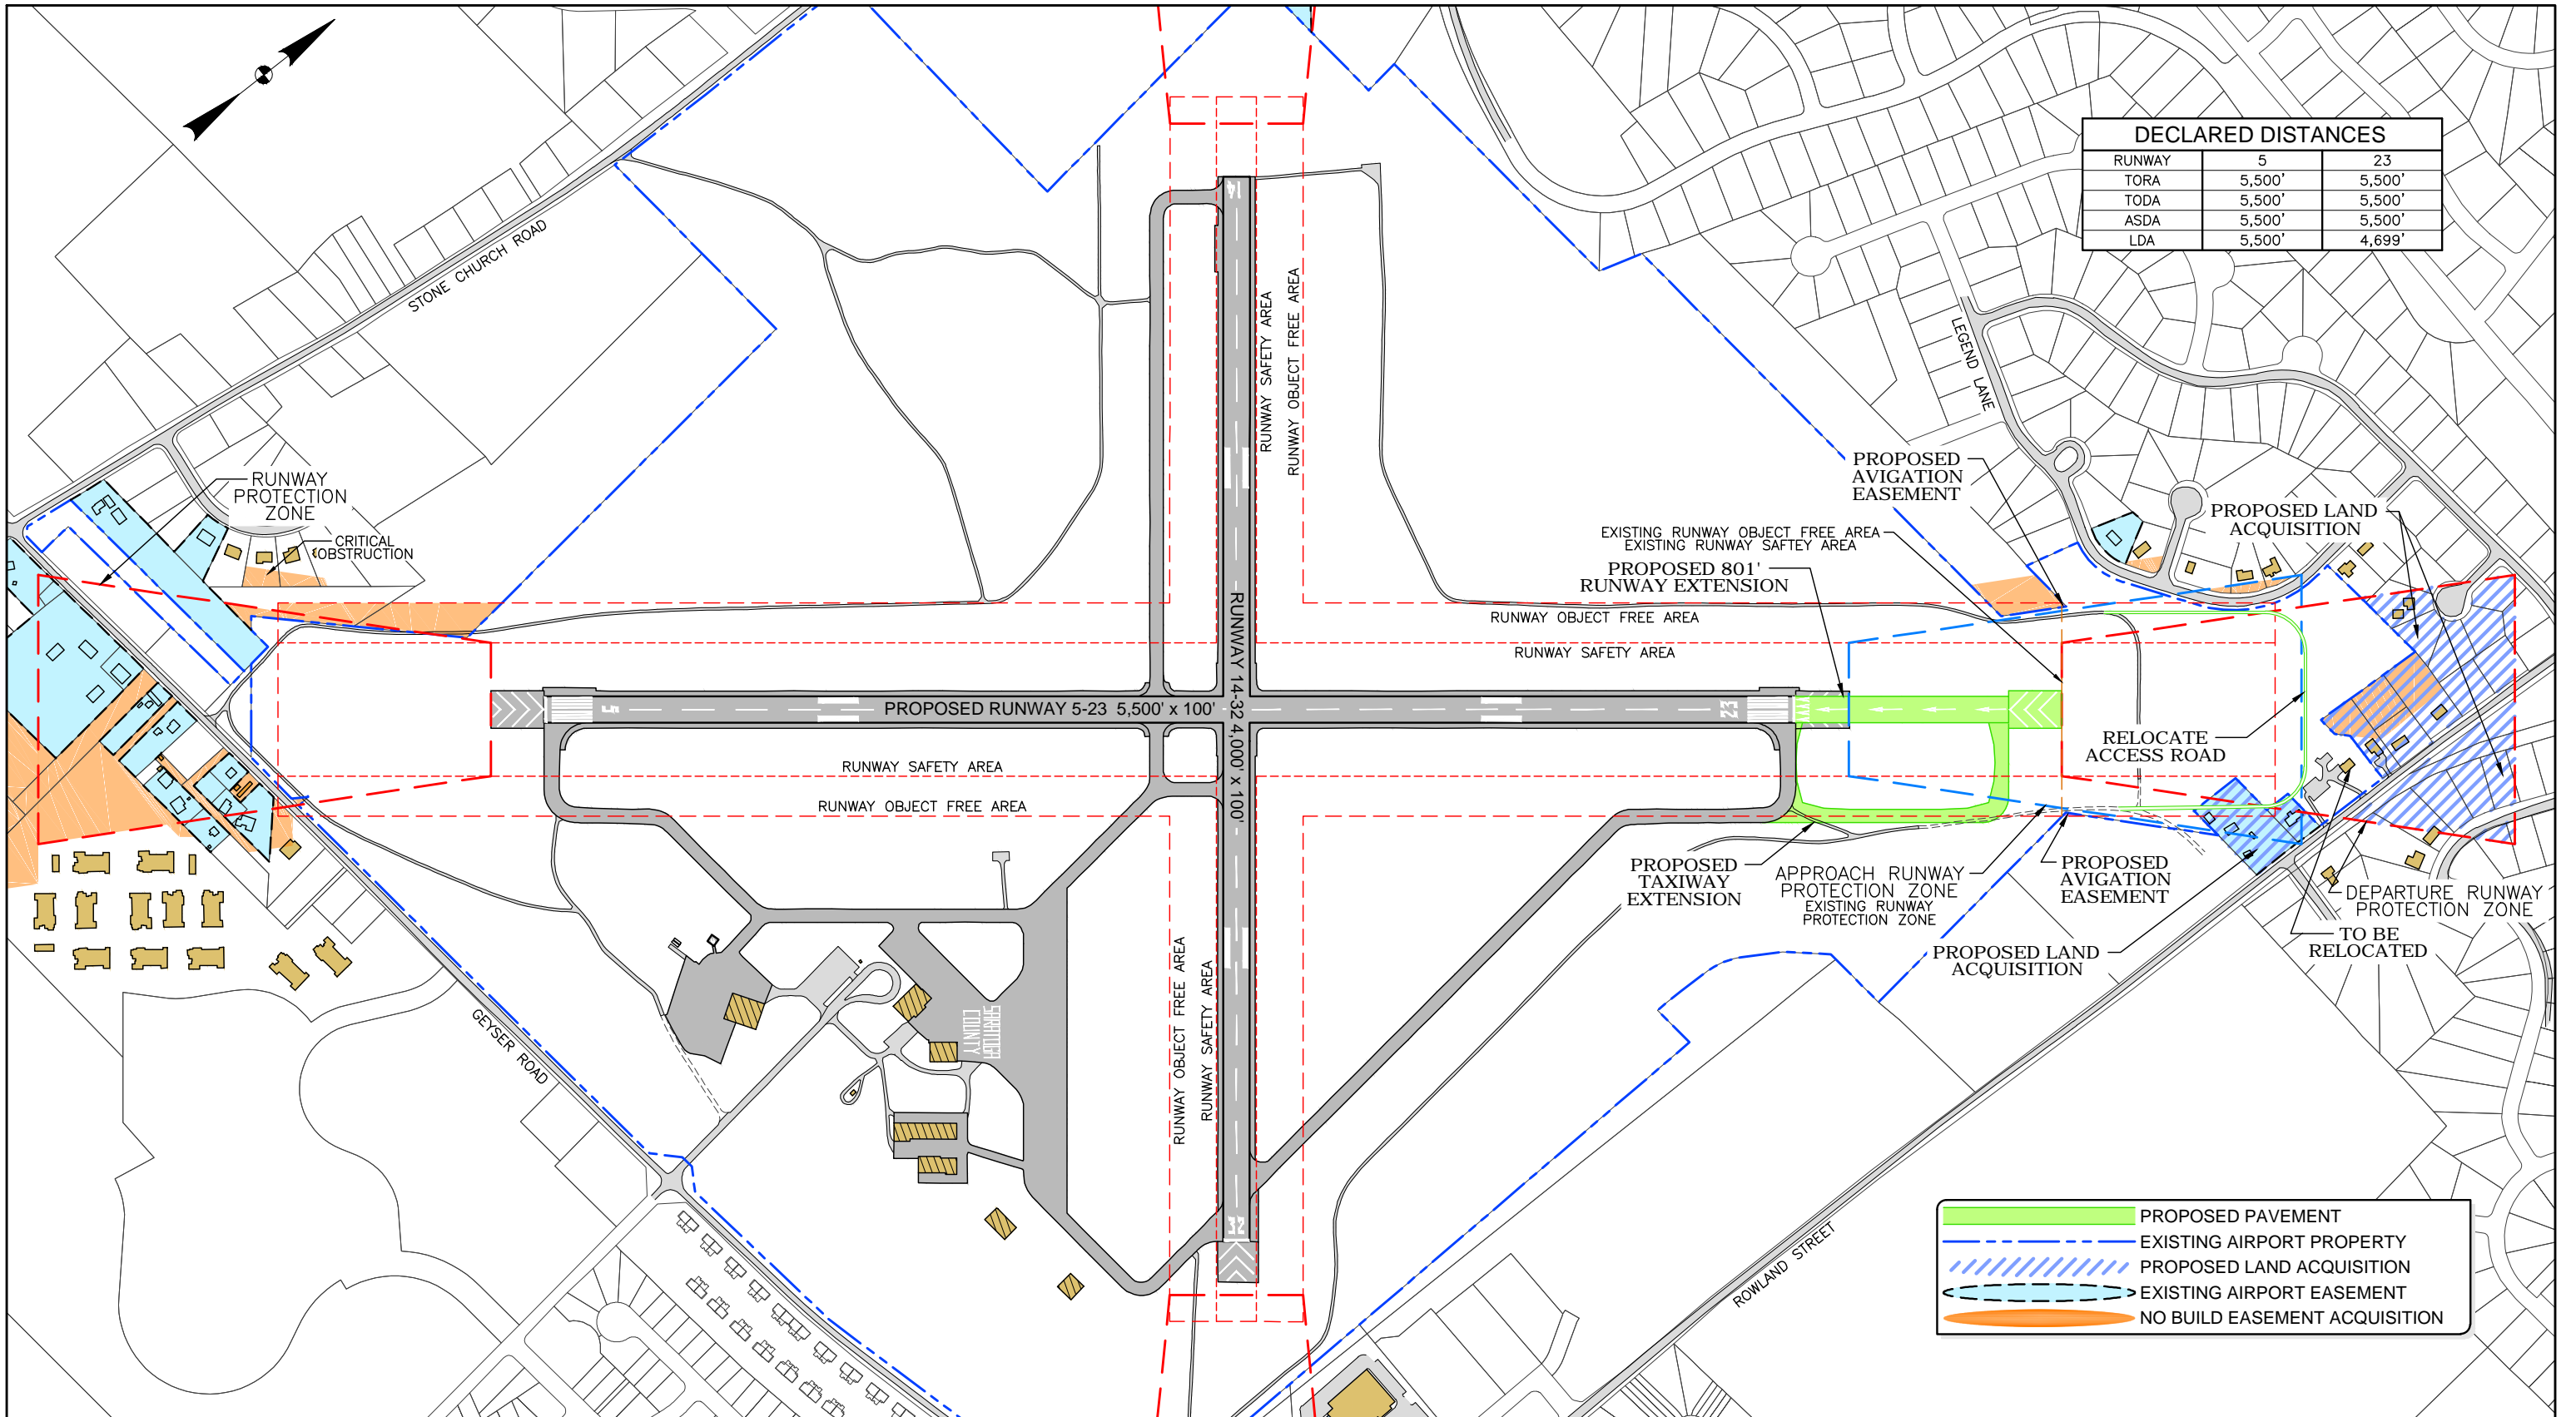 DECLARED DISTANCES
RUNWAY 5 23
TORA 5,500' 5,500'
TODA 5,500' 5,500'
ASDA 5,500' 5,500'
LDA 5,500' 4,699'
STONE CHURCH ROAD
14
RUNWAY SAFETY AREA
RUNWAY OBJECT FREE AREA
LEGEND LANE
RUNWAY
PROTECTION
ZONE
CRITICAL
OBSTRUCTION
PROPOSED
AVIGATION
EASEMENT
PROPOSED LAND
ACQUISITION
EXISTING RUNWAY OBJECT FREE AREA
EXISTING RUNWAY SAFTEY AREA
PROPOSED 801'
RUNWAY EXTENSION
RUNWAY OBJECT FREE AREA
RUNWAY SAFETY AREA
5
PROPOSED RUNWAY 5-23 5,500' x 100'
RUNWAY 14-32 4,000' x 100'
23
RELOCATE
ACCESS ROAD
RUNWAY SAFETY AREA
RUNWAY OBJECT FREE AREA
PROPOSED
TAXIWAY
EXTENSION
APPROACH RUNWAY
PROTECTION ZONE
EXISTING RUNWAY
PROTECTION ZONE
PROPOSED
AVIGATION
EASEMENT
DEPARTURE RUNWAY
PROTECTION ZONE
TO BE
RELOCATED
PROPOSED LAND
ACQUISITION
RUNWAY OBJECT FREE AREA
RUNWAY SAFETY AREA
SARATOGA
COUNTY
GEYSER ROAD
32
ROWLAND STREET
PROPOSED PAVEMENT
EXISTING AIRPORT PROPERTY
PROPOSED LAND ACQUISITION
EXISTING AIRPORT EASEMENT
NO BUILD EASEMENT ACQUISITION